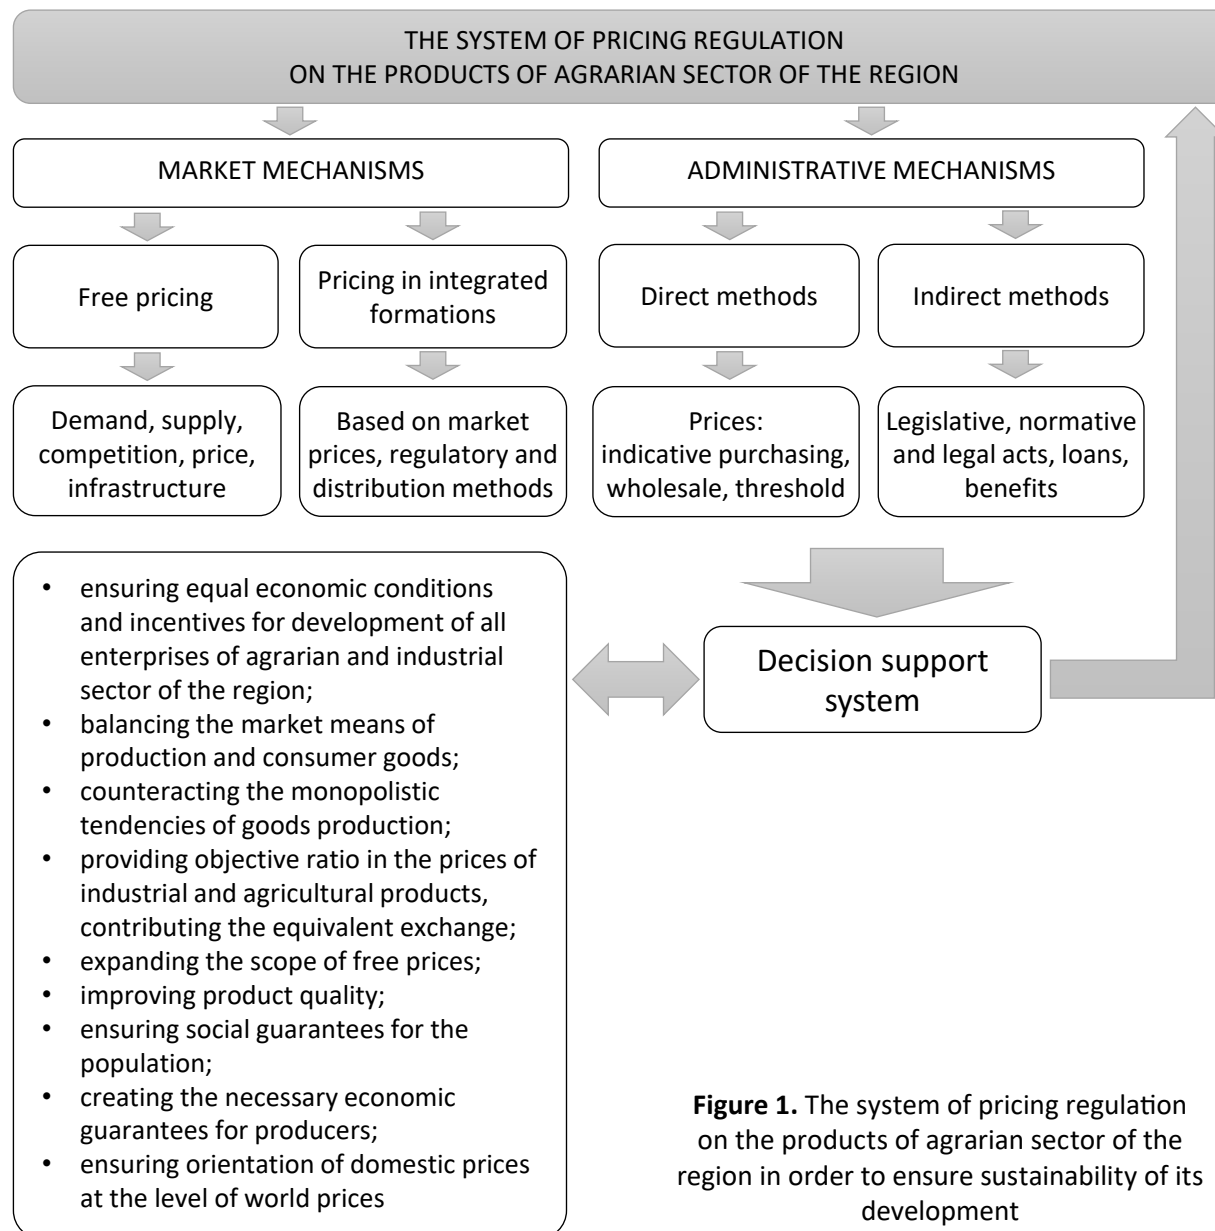 THE SYSTEM OF PRICING REGULATION
ON THE PRODUCTS OF AGRARIAN SECTOR OF THE REGION
MARKET MECHANISMS
ADMINISTRATIVE MECHANISMS
Free pricing
Pricing in integrated
formations
Direct methods
Indirect methods
Demand, supply,
competition, price,
infrastructure
Based on market
prices, regulatory and
distribution methods
Prices:
indicative purchasing,
wholesale, threshold
Legislative, normative
and legal acts, loans,
benefits
• ensuring equal economic conditions
and incentives for development of all
enterprises of agrarian and industrial
sector of the region;
• balancing the market means of
production and consumer goods;
• counteracting the monopolistic
tendencies of goods production;
• providing objective ratio in the prices of
industrial and agricultural products,
contributing the equivalent exchange;
• expanding the scope of free prices;
• improving product quality;
• ensuring social guarantees for the
population;
• creating the necessary economic
guarantees for producers;
• ensuring orientation of domestic prices
at the level of world prices
Decision support
system
Figure 1. The system of pricing regulation
on the products of agrarian sector of the
region in order to ensure sustainability of its
development